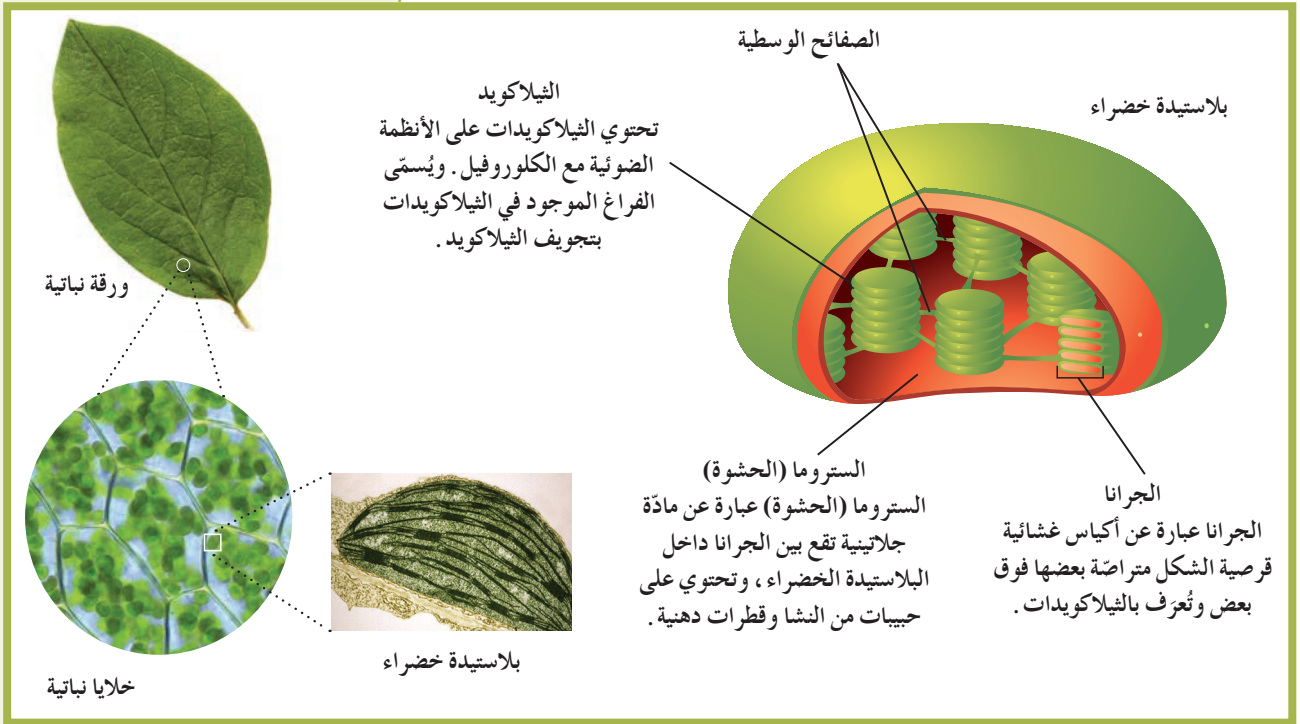 الصفائح الوسطية
بلاستيدة خضراء
الثيلاكويد
تحتوي الثيلاكويدات على الأنظمة
الضوئية مع الكلوروفيل. ويُسمّى
الفراغ الموجود في الثيلاكويدات
بتجويف الثيلاكويد.
ورقة نباتية
الجرانا
الجرانا عبارة عن أكياس غشائية
قرصية الشكل متراصّة بعضها فوق
بعض وتُعرَف بالثيلاكويدات.
الستروما (الحشوة)
الستروما (الحشوة) عبارة عن مادّة
جلاتينية تقع بين الجرانا داخل
البلاستيدة الخضراء، وتحتوي على
حبيبات من النشا وقطرات دهنية.
بلاستيدة خضراء
خلايا نباتية